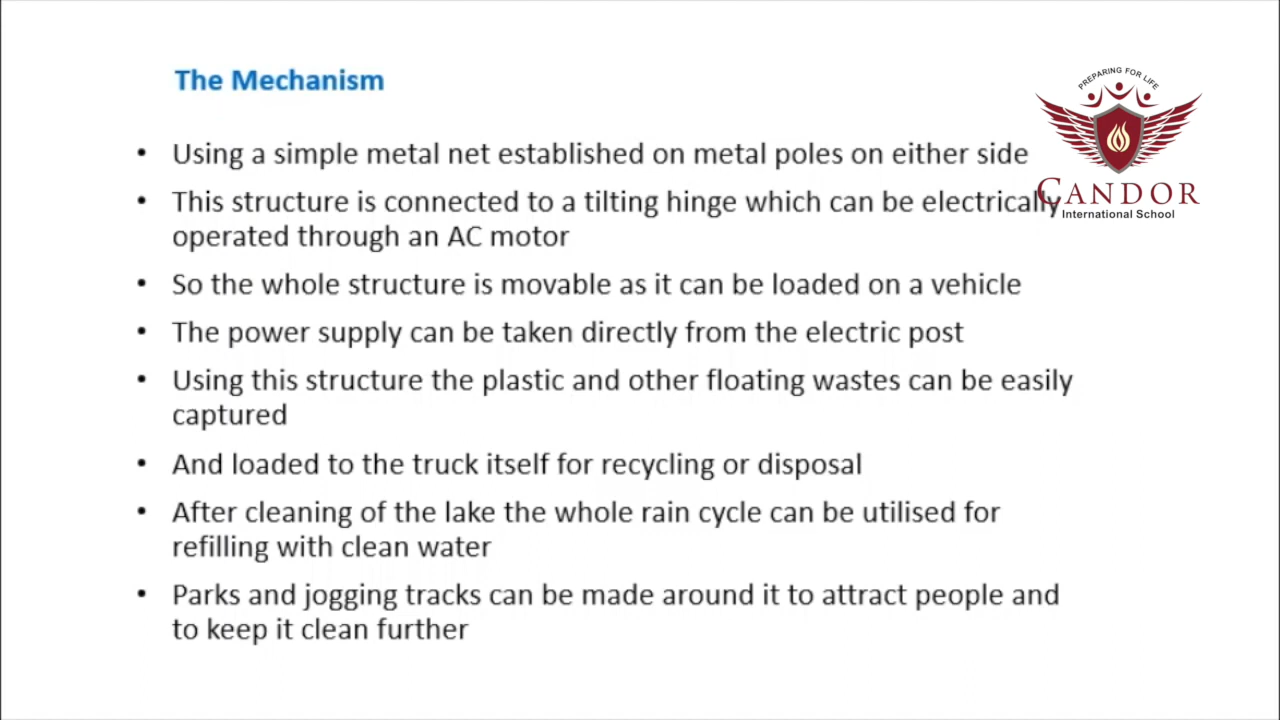 The Mechanism
PREPARING FOR LIFE
CANDOR
International School
• Using a simple metal net established on metal poles on either side
• This structure is connected to a tilting hinge which can be electrically
operated through an AC motor
• So the whole structure is movable as it can be loaded on a vehicle
• The power supply can be taken directly from the electric post
• Using this structure the plastic and other floating wastes can be easily
captured
• And loaded to the truck itself for recycling or disposal
• After cleaning of the lake the whole rain cycle can be utilised for
refilling with clean water
• Parks and jogging tracks can be made around it to attract people and
to keep it clean further